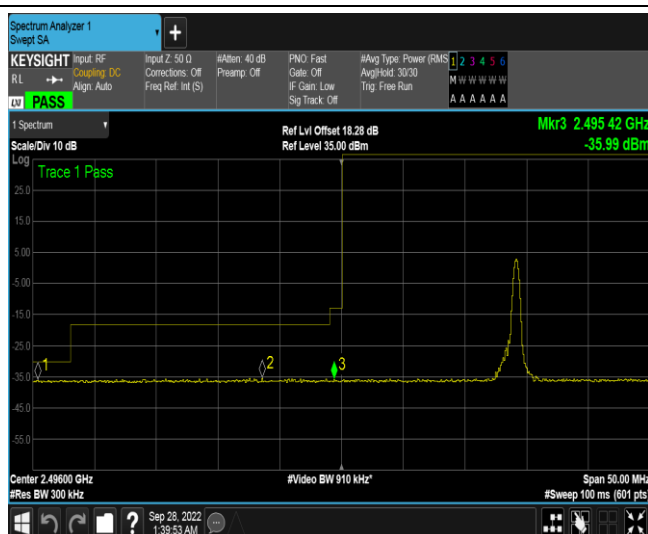 Spectrum Analyzer 1
Swept SA
+
KEYSIGHT
RL
LXI PASS
Input: RF
Coupling: DC
Align: Auto
Input Z: 50 Ω
Corrections: Off
Freq Ref: Int (S)
#Atten: 40 dB
Preamp: Off
PNO: Fast
Gate: Off
IF Gain: Low
Sig Track: Off
#Avg Type: Power (RMS
Avg|Hold: 30/30
Trig: Free Run
1 2 3 4 5 6
M W W W W W
A A A A A A
1 Spectrum
Scale/Div 10 dB
Ref Lvl Offset 18.28 dB
Ref Level 35.00 dBm
Mkr3 2.495 42 GHz
-35.99 dBm
Log
Trace 1 Pass
25.0
15.0
5.00
-5.00
-15.0
-25.0
-35.0
-45.0
-55.0
1
2
3
Center 2.49600 GHz
#Res BW 300 kHz
#Video BW 910 kHz*
Span 50.00 MHz
#Sweep 100 ms (601 pts)
?
Sep 28, 2022
1:39:53 AM